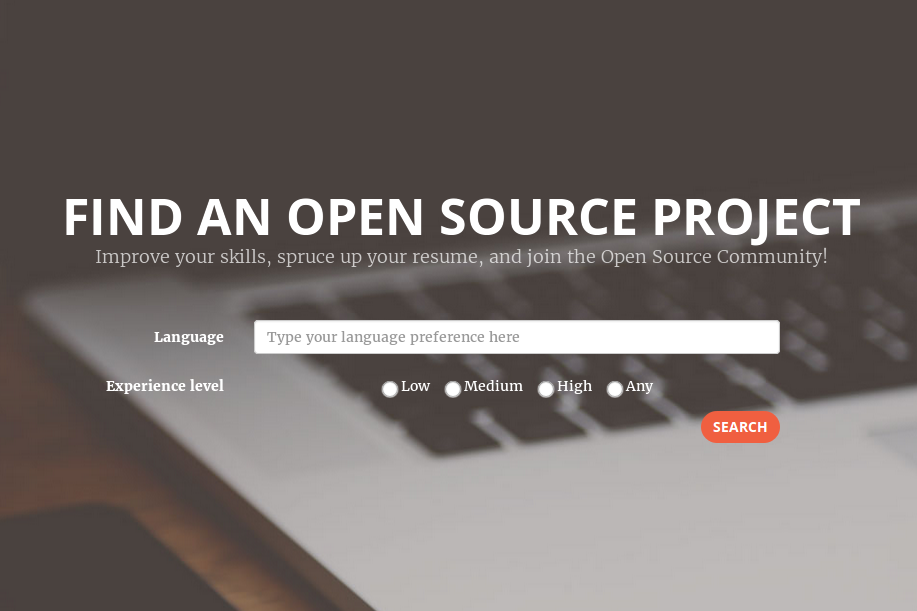 FIND AN OPEN SOURCE PROJECT
Improve your skills, spruce up your resume, and join the Open Source Community!
Language Type your language preference here
Experience level Low Medium High Any
SEARCH